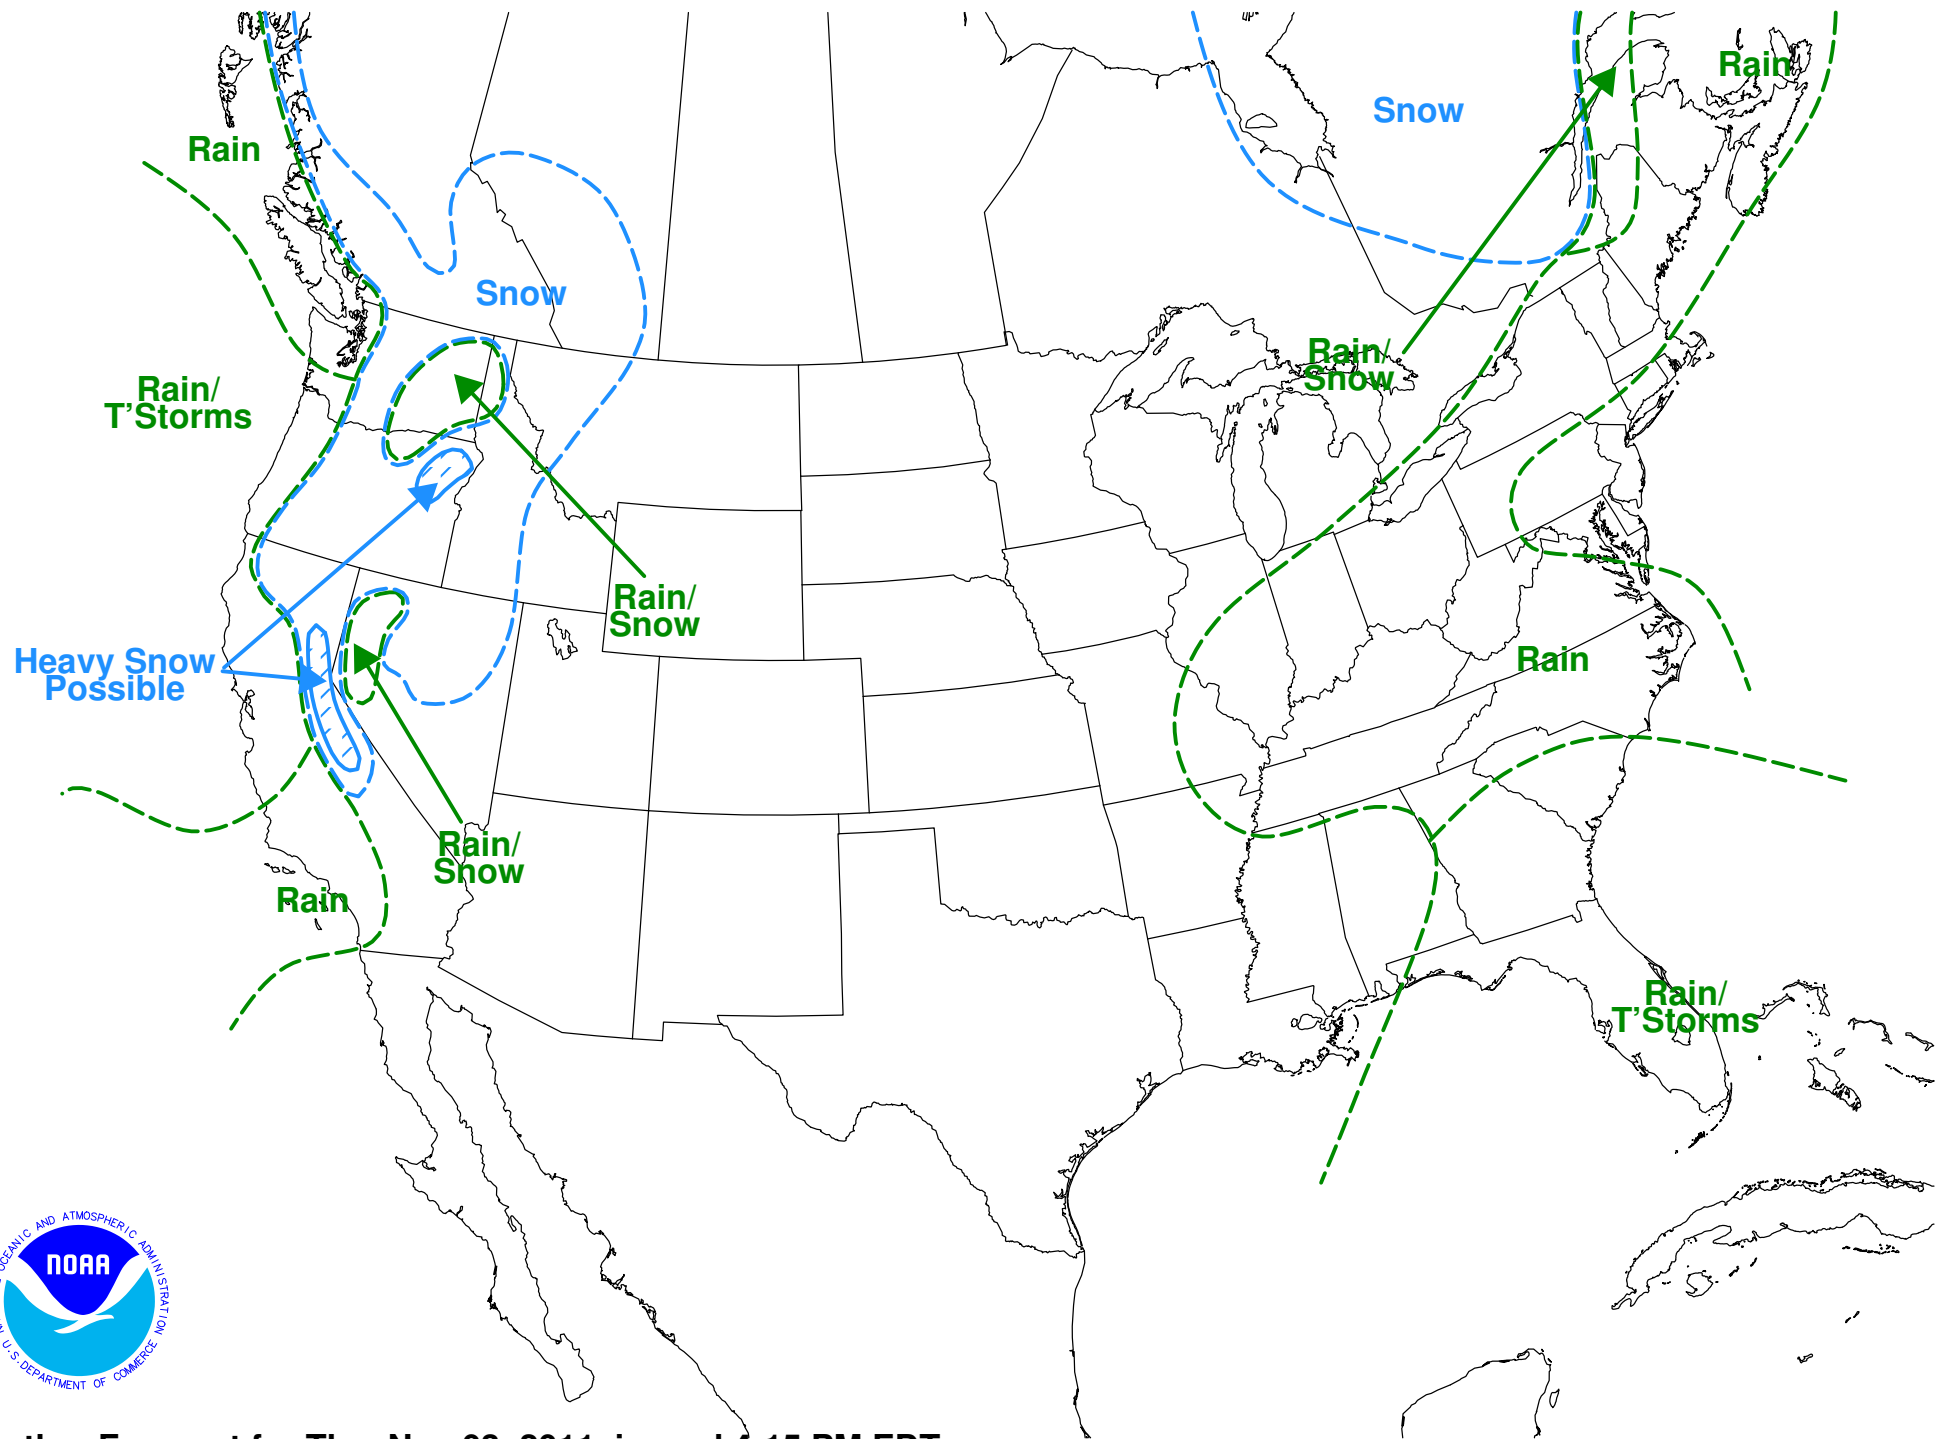 Rain
Snow
Rain
Snow
Rain/
Snow
Rain/
T'Storms
Rain/
Snow
Heavy Snow
Possible
Rain
Rain/
Snow
Rain
Rain/
T'Storms
OCEANIC AND ATMOSPHERIC ADMINISTRATION
NOAA
U.S. DEPARTMENT OF COMMERCE